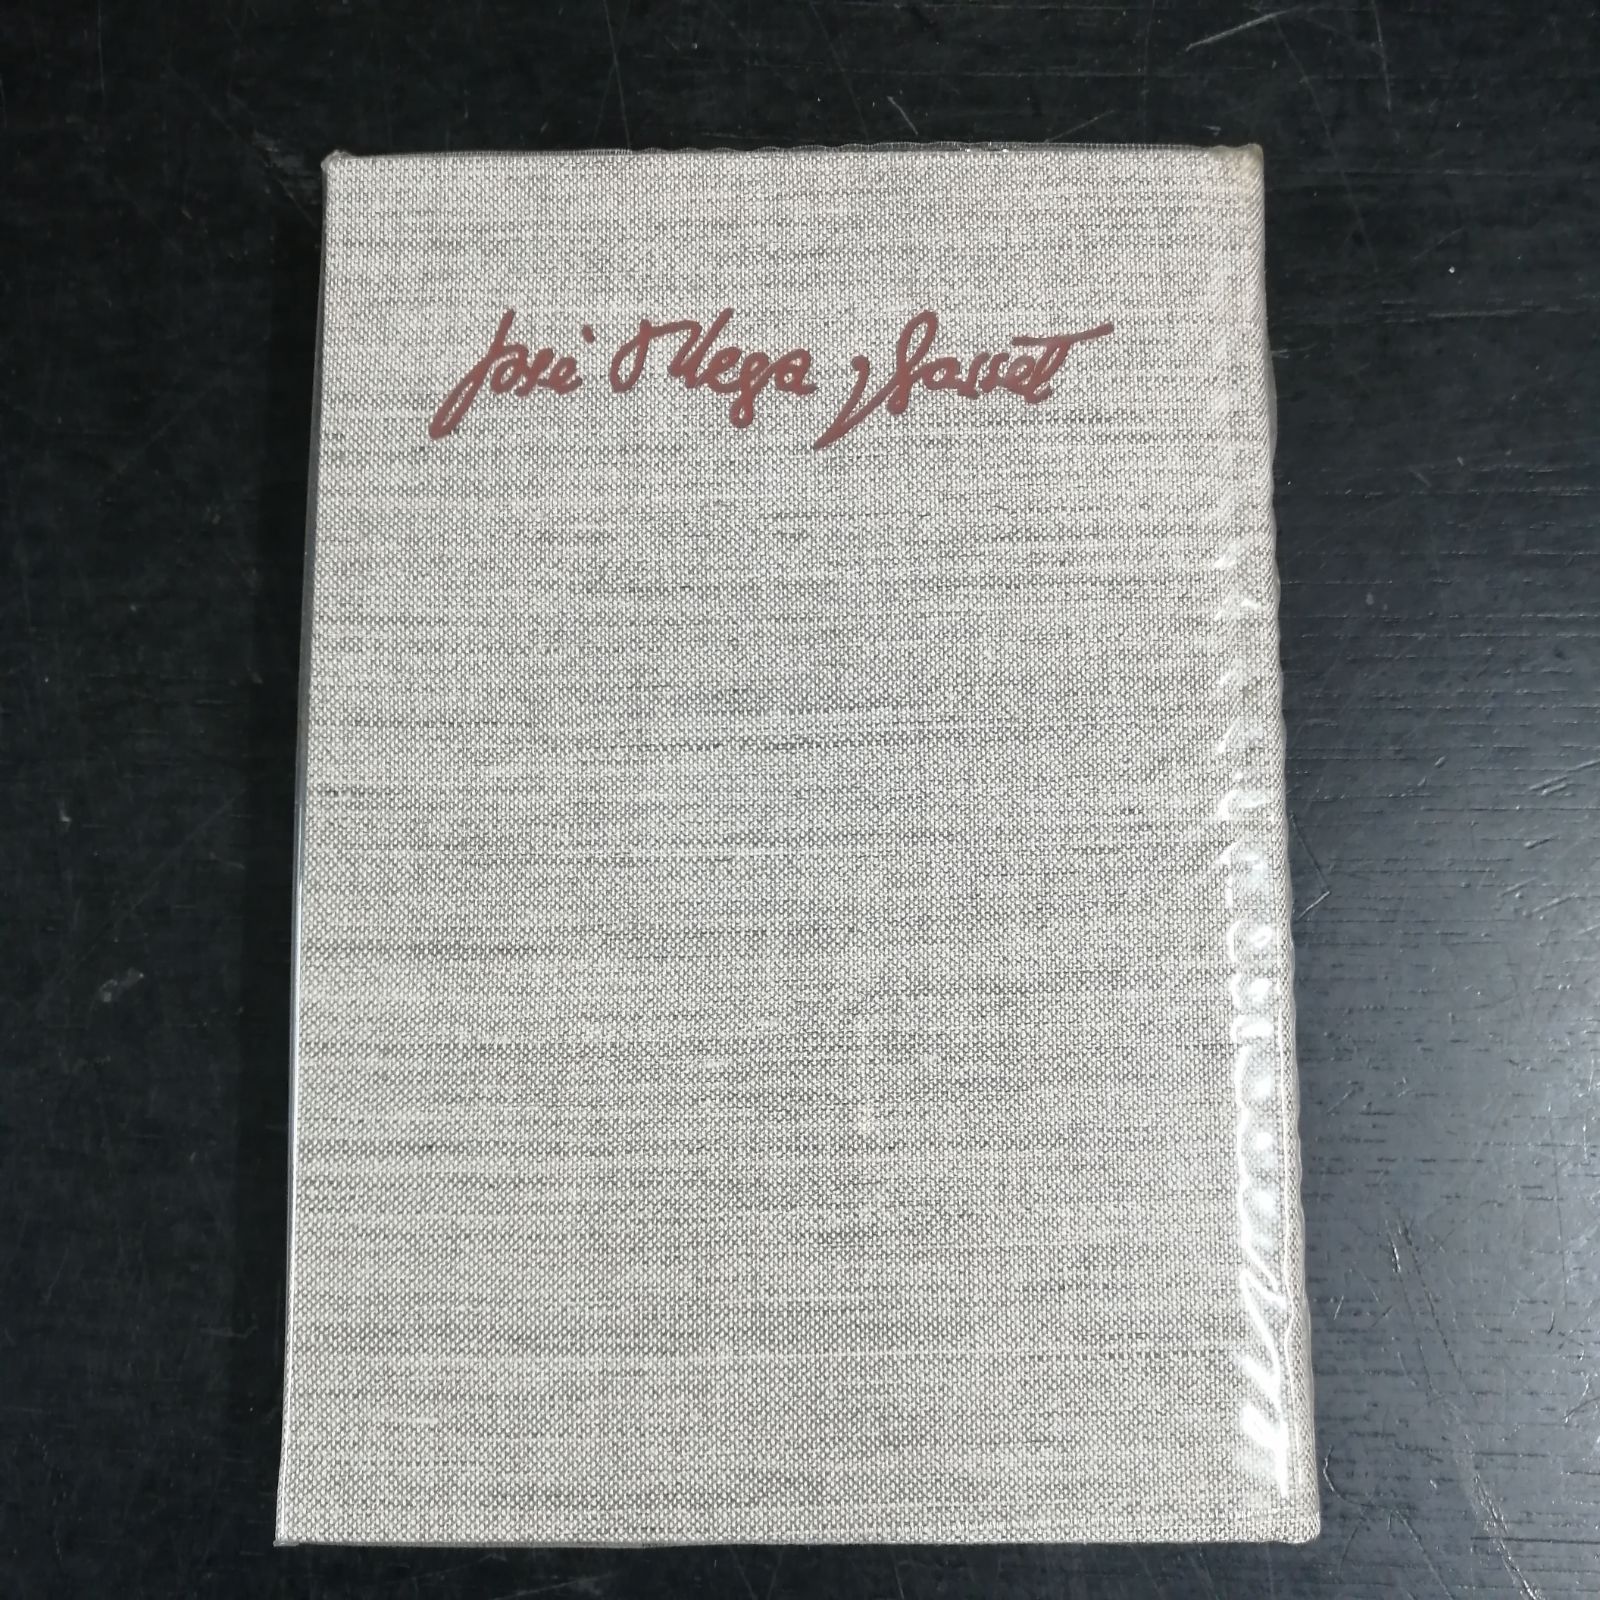 José Ortega y Gasset